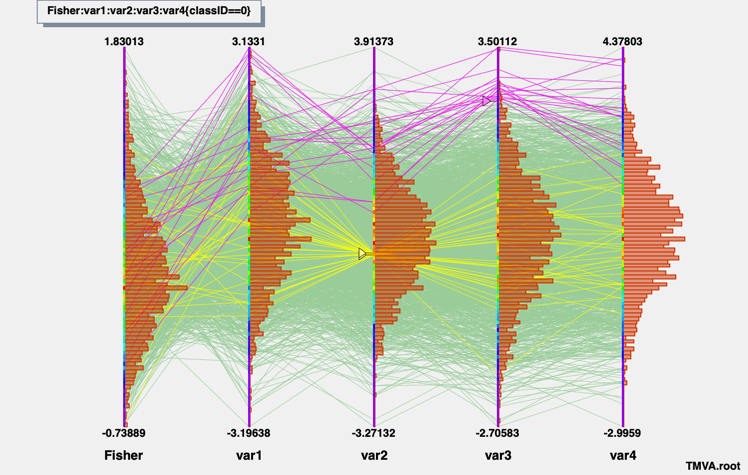 Fisher:var1:var2:var3:var4{classID==0}
1.83013 3.1331 3.91373 3.50112 4.37803
-0.73889 -3.19638 -3.27132 -2.70583 -2.9959
Fisher var1 var2 var3 var4
TMVA.root